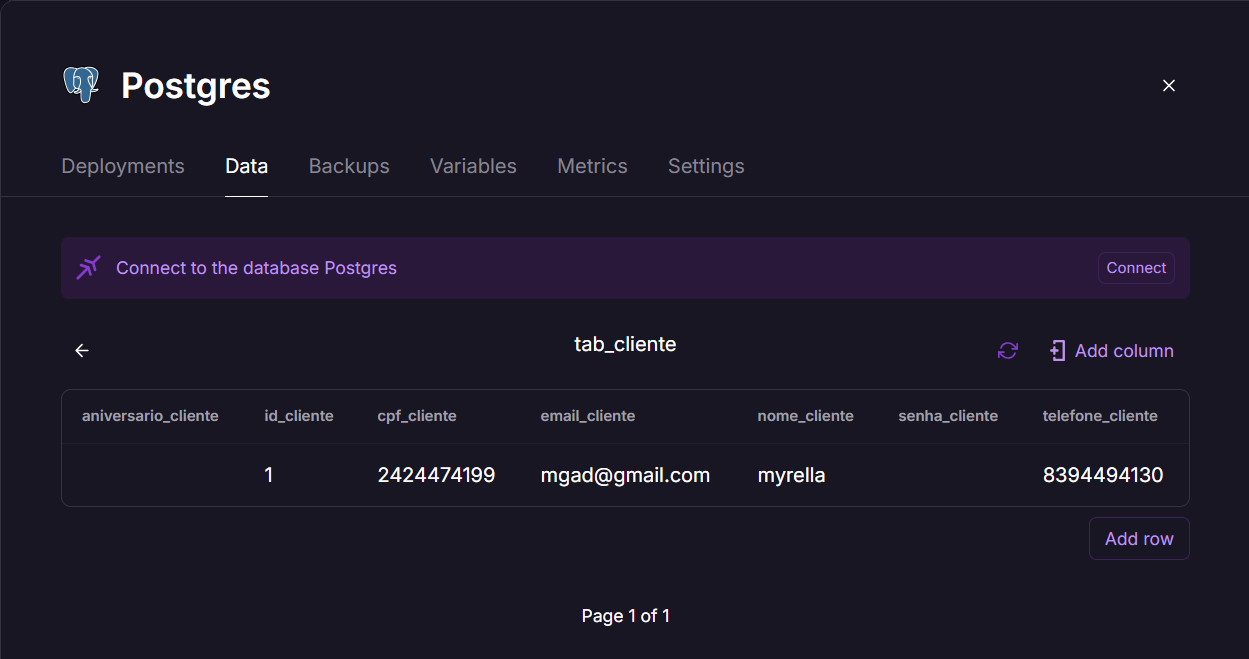 Postgres
Deployments Data Backups Variables Metrics Settings
Connect to the database Postgres Connect
tab_cliente Add column
aniversario_cliente id_cliente cpf_cliente email_cliente nome_cliente senha_cliente telefone_cliente
1 2424474199 mgad@gmail.com myrella 8394494130
Add row
Page 1 of 1